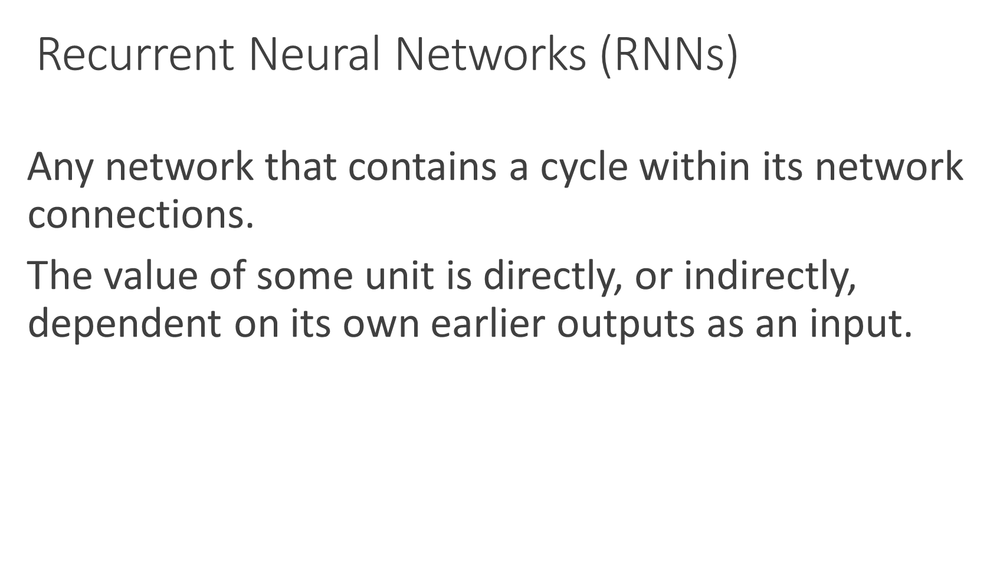 Recurrent Neural Networks (RNNs)
Any network that contains a cycle within its network
connections.
The value of some unit is directly, or indirectly,
dependent on its own earlier outputs as an input.